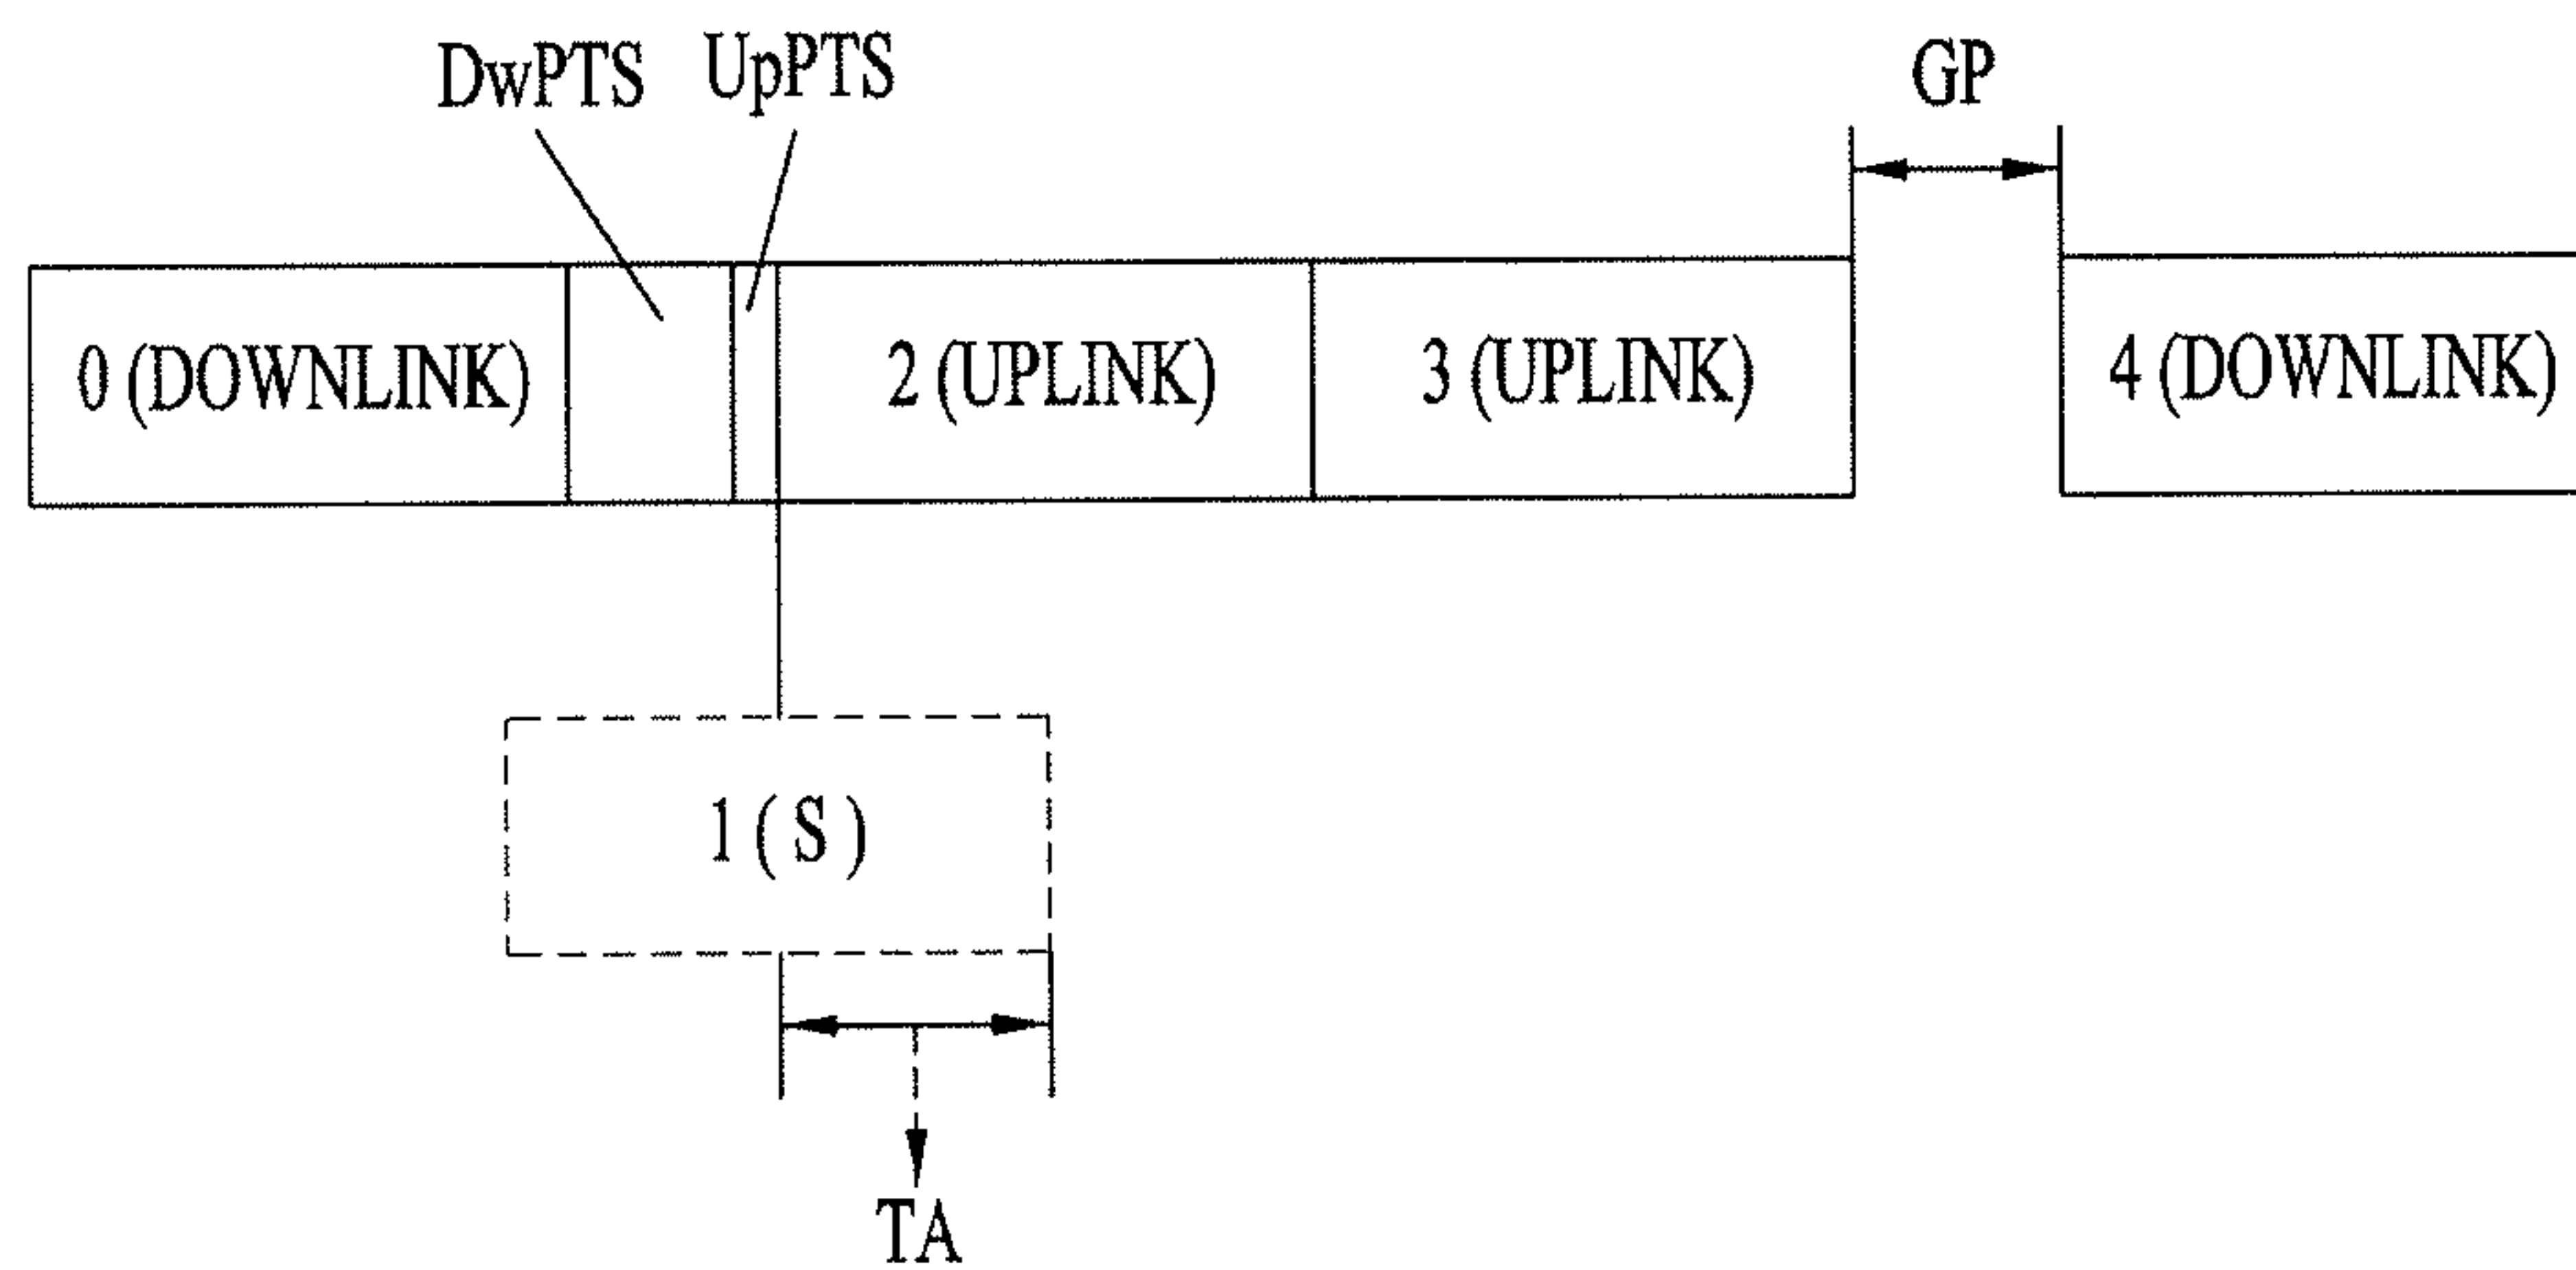 DwPTS UpPTS GP
0 (DOWNLINK) 2 (UPLINK) 3 (UPLINK) 4 (DOWNLINK)
1 ( S )
TA